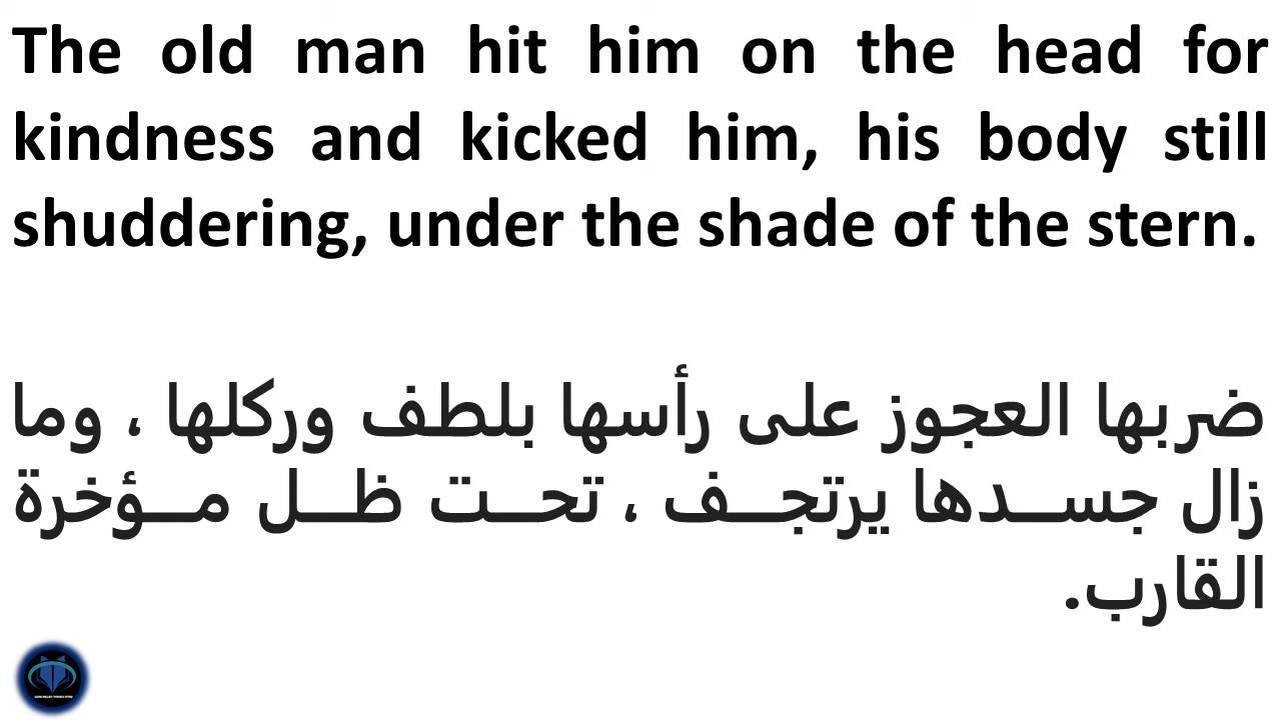 The old man hit him on the head for
kindness and kicked him, his body still
shuddering, under the shade of the stern.
ضربها العجوز على رأسها بلطف وركلها ، وما
زال جسـدها يرتجـف ، تحـت ظـل مـؤخرة
القارب.